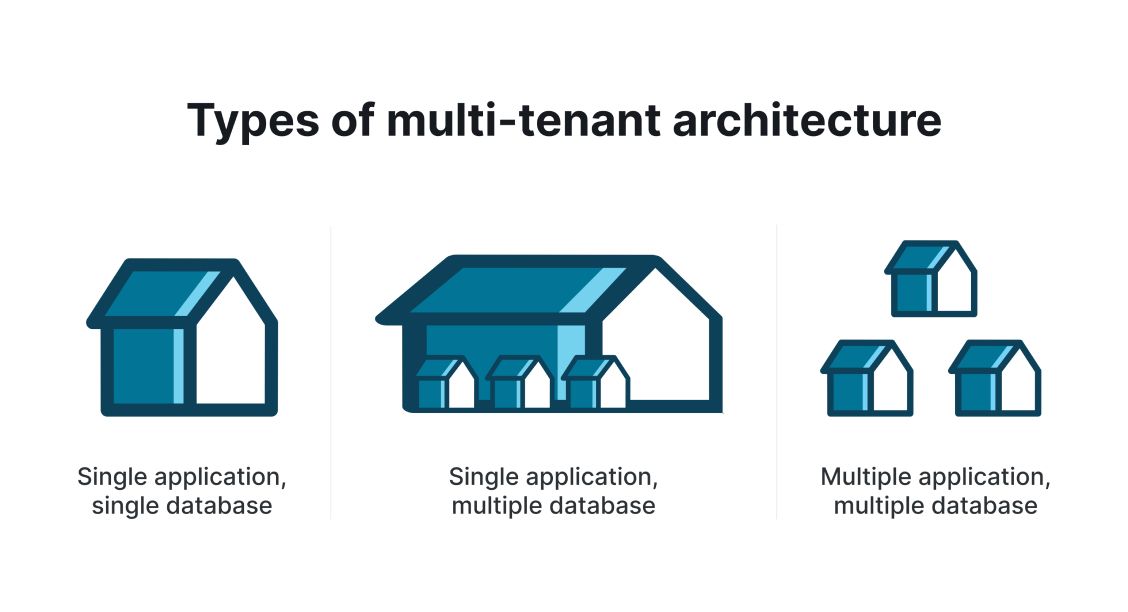 Types of multi-tenant architecture
Single application,
single database
Single application,
multiple database
Multiple application,
multiple database